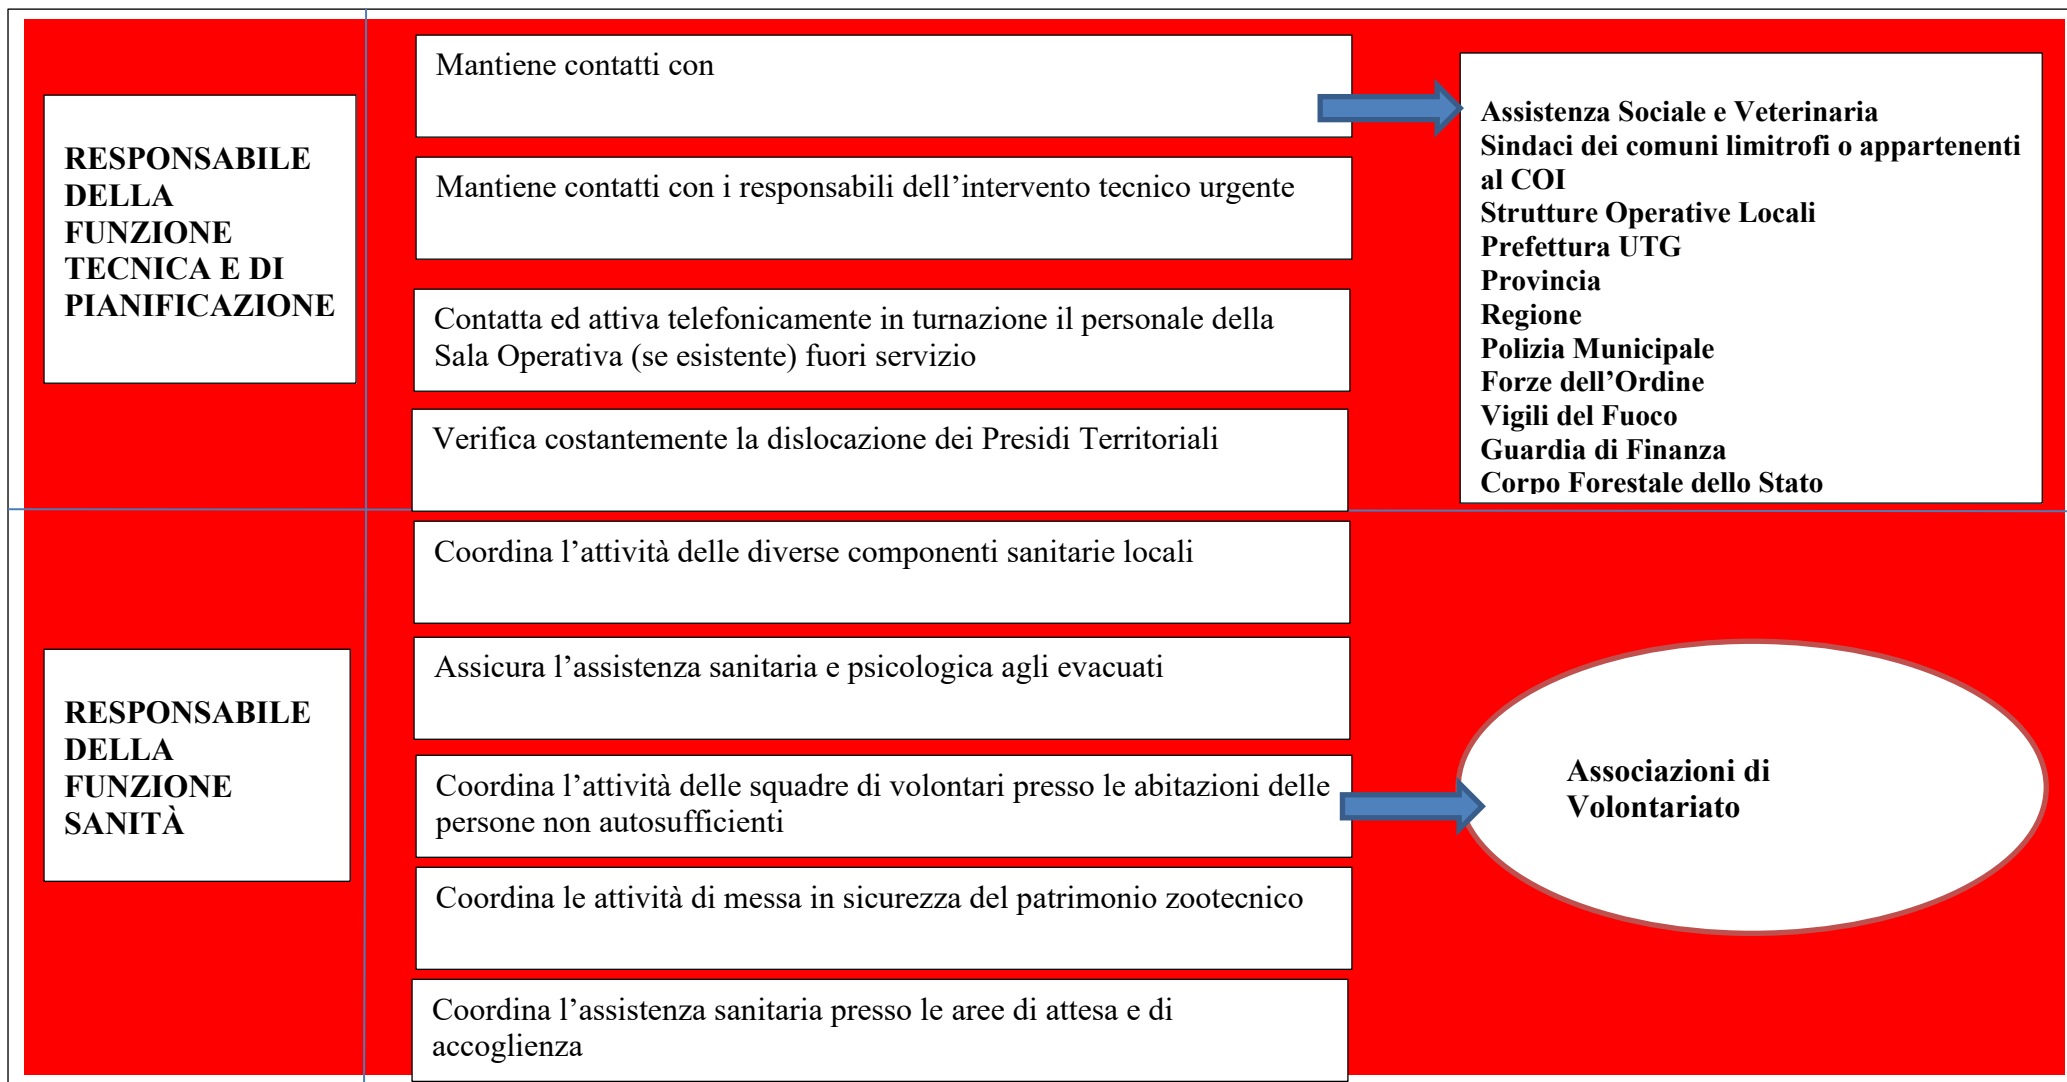 RESPONSABILE
DELLA
FUNZIONE
TECNICA E DI
PIANIFICAZIONE
Mantiene contatti con
Mantiene contatti con i responsabili dell’intervento tecnico urgente
Contatta ed attiva telefonicamente in turnazione il personale della
Sala Operativa (se esistente) fuori servizio
Verifica costantemente la dislocazione dei Presidi Territoriali
Assistenza Sociale e Veterinaria
Sindaci dei comuni limitrofi o appartenenti
al COI
Strutture Operative Locali
Prefettura UTG
Provincia
Regione
Polizia Municipale
Forze dell’Ordine
Vigili del Fuoco
Guardia di Finanza
Corpo Forestale dello Stato
RESPONSABILE
DELLA
FUNZIONE
SANITÀ
Coordina l’attività delle diverse componenti sanitarie locali
Assicura l’assistenza sanitaria e psicologica agli evacuati
Coordina l’attività delle squadre di volontari presso le abitazioni delle
persone non autosufficienti
Coordina le attività di messa in sicurezza del patrimonio zootecnico
Coordina l’assistenza sanitaria presso le aree di attesa e di
accoglienza
Associazioni di
Volontariato